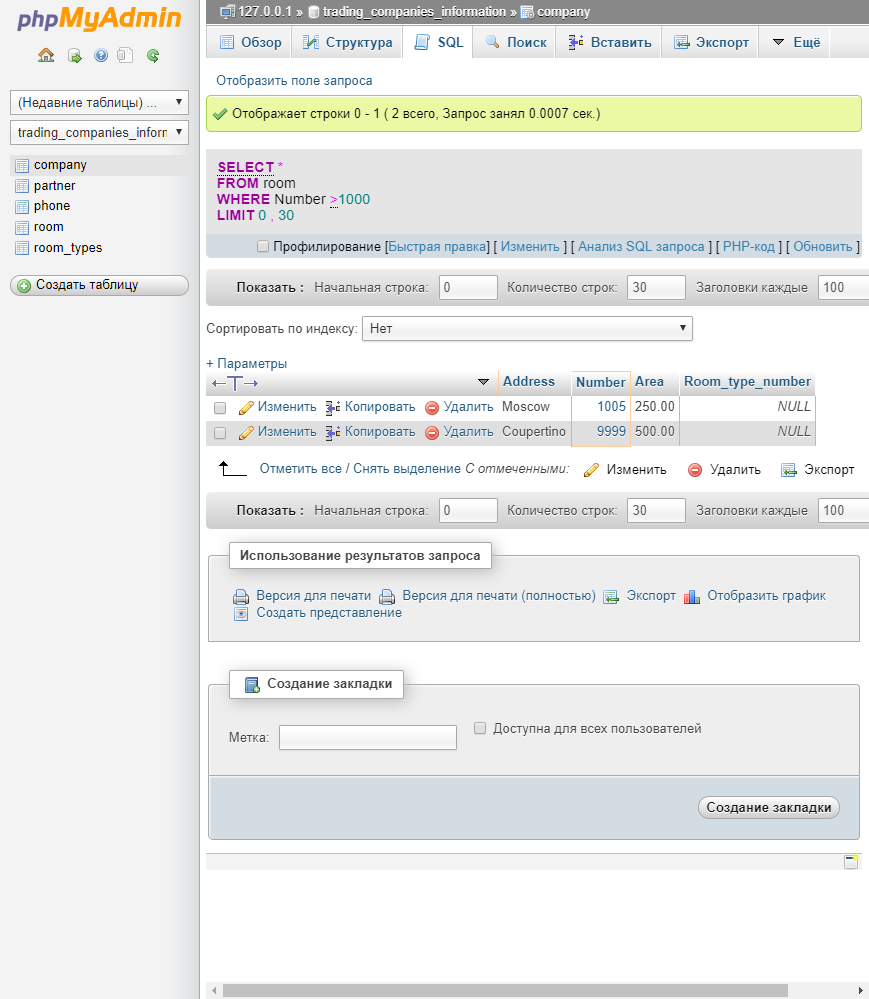 phpMyAdmin
(Недавние таблицы) ...
trading_companies_inforn
company
partner
phone
room
room_types
Создать таблицу
127.0.0.1 » trading_companies_information » company
Обзор Структура SQL Поиск Вставить Экспорт Ещё
Отобразить поле запроса
Отображает строки 0 - 1 ( 2 всего, Запрос занял 0.0007 сек.)
SELECT *
FROM room
WHERE Number >1000
LIMIT 0 , 30
Профилирование [Быстрая правка] [ Изменить ] [ Анализ SQL запроса ] [ PHP-код ] [ Обновить ]
Показать : Начальная строка: 0 Количество строк: 30 Заголовки каждые 100
Сортировать по индексу: Нет
+ Параметры
←T→ Address Number Area Room_type_number
Изменить Копировать Удалить Moscow 1005 250.00 NULL
Изменить Копировать Удалить Coupertino 9999 500.00 NULL
Отметить все / Снять выделение С отмеченными: Изменить Удалить Экспорт
Показать : Начальная строка: 0 Количество строк: 30 Заголовки каждые 100
Использование результатов запроса
Версия для печати Версия для печати (полностью) Экспорт Отобразить график
Создать представление
Создание закладки
Метка: Доступна для всех пользователей
Создание закладки